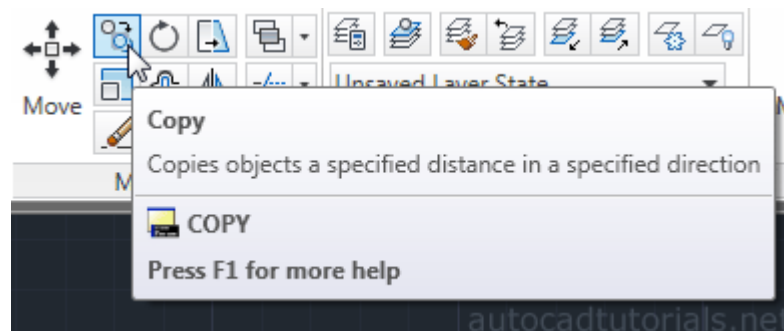 Unsaved Layer State
Move
Copy
Copies objects a specified distance in a specified direction
COPY
Press F1 for more help
autocadtutorials.ne